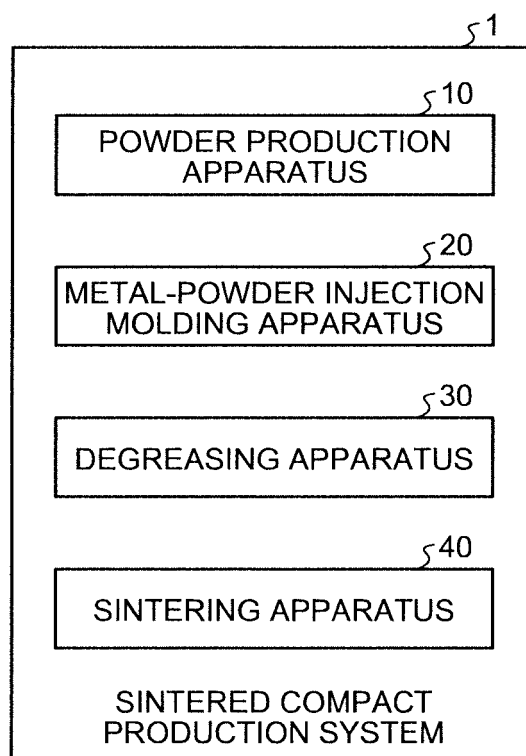 1
10
POWDER PRODUCTION
APPARATUS
20
METAL-POWDER INJECTION
MOLDING APPARATUS
30
DEGREASING APPARATUS
40
SINTERING APPARATUS
SINTERED COMPACT
PRODUCTION SYSTEM